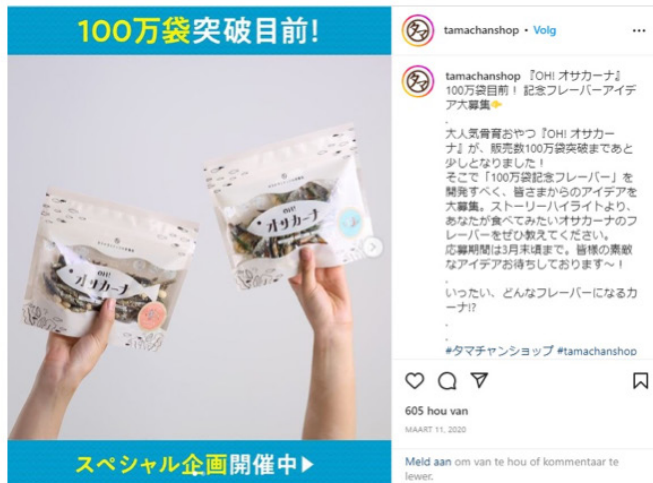 100万袋突破目前!
OH!
オサカーナ
OH!
オサカーナ
スペシャル企画開催中▶
tamachanshop • Volg
tamachanshop 『OH! オサカーナ』
100万袋目前！ 記念フレーバーアイデ
ア大募集
.
大人気骨育おやつ『OH! オサカー
ナ』が、販売数100万袋突破まであと
少しとなりました！
そこで「100万袋記念フレーバー」を
開発すべく、皆さまからのアイデアを
大募集。ストーリーハイライトより、
あなたが食べてみたいオサカーナのフ
レーバーをぜひ教えてください。
応募期間は3月末頃まで。皆様の素敵
なアイデアお待ちしております〜！
.
いったい、どんなフレーバーになるカ
ーナ!?
.
.
#タマチャンショップ #tamachanshop
605 hou van
MAART 11, 2020
Meld aan om van te hou of kommentaar te
lewer.